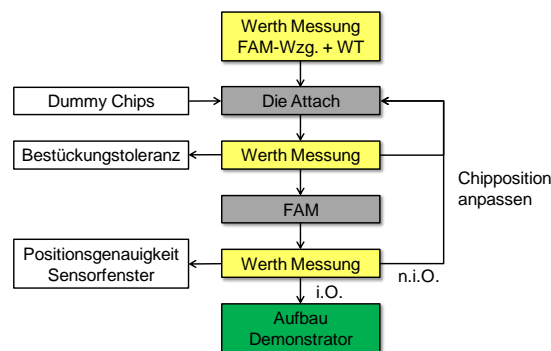 Werth Messung
FAM-Wzg. + WT
Dummy Chips
Die Attach
Bestückungstoleranz
Werth Messung
Chipposition
anpassen
FAM
Positionsgenauigkeit
Sensorfenster
Werth Messung
n.i.O.
i.O.
Aufbau
Demonstrator